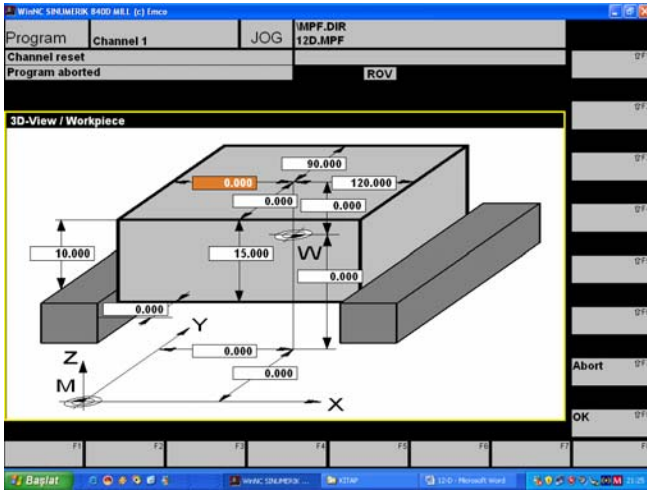 WinNC SINUMERIK 840D MILL (c) Emco
Program
Channel 1
JOG
\MPF.DIR
12D.MPF
Channel reset
Program aborted
ROV
3D-View / Workpiece
90.000
0.000
120.000
0.000
0.000
10.000
15.000
W
0.000
0.000
Y
0.000
Z
0.000
M
X
Abort
OK
F1
F2
F3
F4
F5
F6
F7
Başlat
WinNC SINUMERIK ...
KITAP
12-D - Microsoft Word
21:25